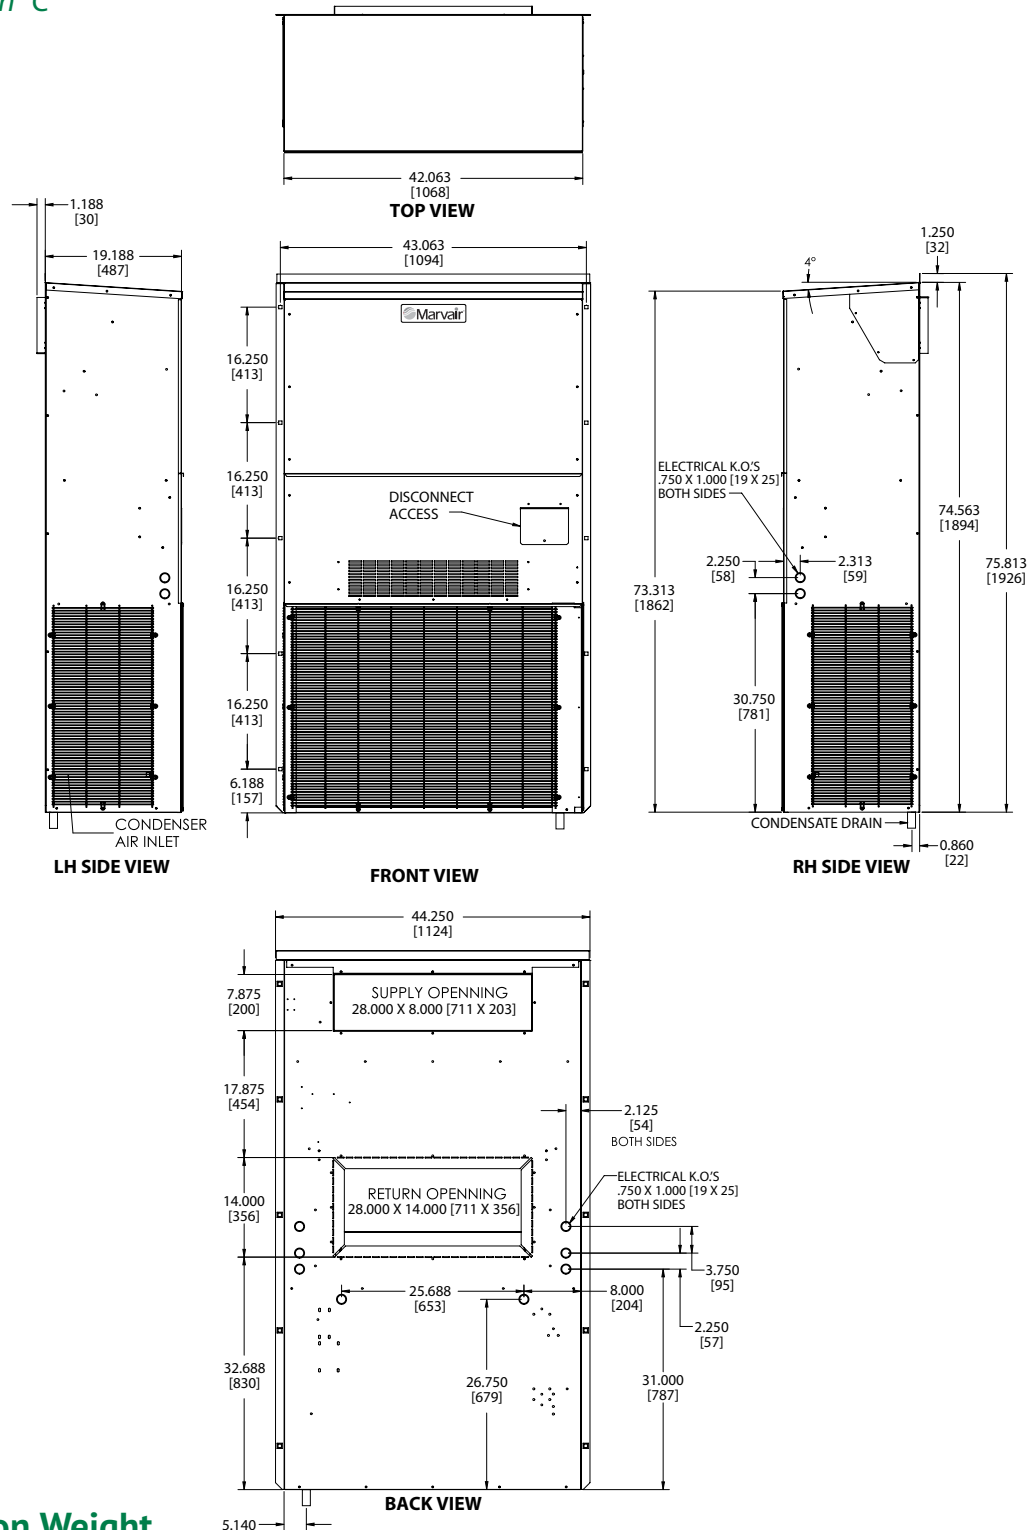 42.063
[1068]
TOP VIEW
1.188
[30]
19.188
[487]
43.063
[1094]
1.250
[32]
4°
Marvair
16.250
[413]
16.250
[413]
16.250
[413]
16.250
[413]
6.188
[157]
DISCONNECT
ACCESS
ELECTRICAL K.O.'S
.750 X 1.000 [19 X 25]
BOTH SIDES
2.250
[58]
2.313
[59]
74.563
[1894]
75.813
[1926]
73.313
[1862]
30.750
[781]
CONDENSER
AIR INLET
CONDENSATE DRAIN
0.860
[22]
LH SIDE VIEW
FRONT VIEW
RH SIDE VIEW
44.250
[1124]
7.875
[200]
SUPPLY OPENNING
28.000 X 8.000 [711 X 203]
17.875
[454]
2.125
[54]
BOTH SIDES
14.000
[356]
RETURN OPENNING
28.000 X 14.000 [711 X 356]
ELECTRICAL K.O.'S
.750 X 1.000 [19 X 25]
BOTH SIDES
3.750
[95]
25.688
[653]
8.000
[204]
2.250
[57]
32.688
[830]
26.750
[679]
31.000
[787]
BACK VIEW
on Weight
5.140